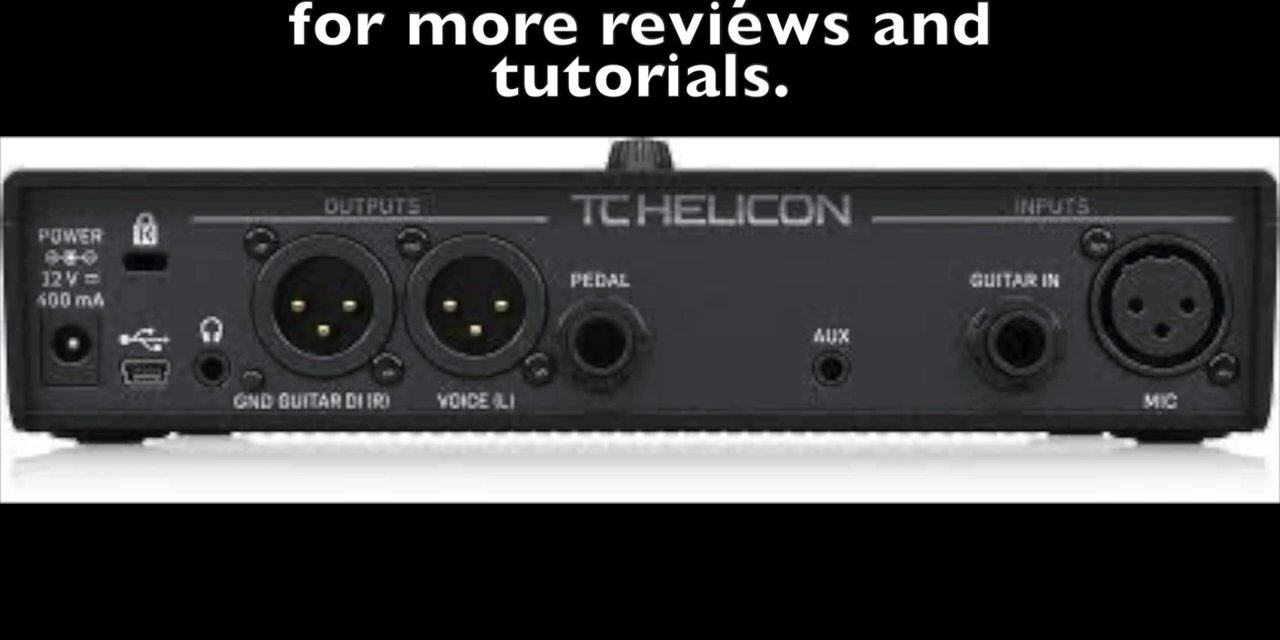 for more reviews and
tutorials.
OUTPUTS
TC HELICON
INPUTS
POWER
12 V
400 mA
PEDAL
AUX
GUITAR IN
GND GUITAR DI (R)
VOICE (L)
MIC